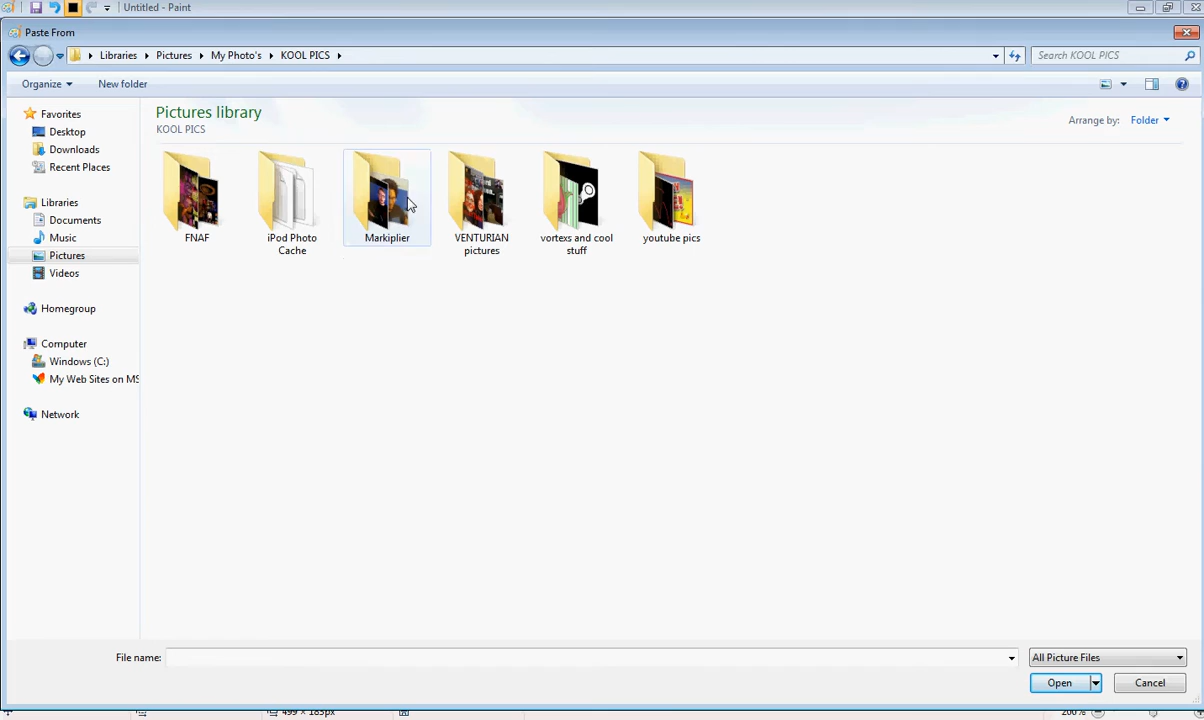 Untitled - Paint
Paste From
Libraries Pictures My Photo's KOOL PICS
Search KOOL PICS
Organize New folder
Favorites
Desktop
Downloads
Recent Places
Libraries
Documents
Music
Pictures
Videos
Homegroup
Computer
Windows (C:)
My Web Sites on MS
Network
Pictures library
KOOL PICS
Arrange by: Folder
FNAF
iPod Photo
Cache
Markiplier
VENTURIAN
pictures
vortexs and cool
stuff
youtube pics
File name:
All Picture Files
Open Cancel
499 × 183px
200%